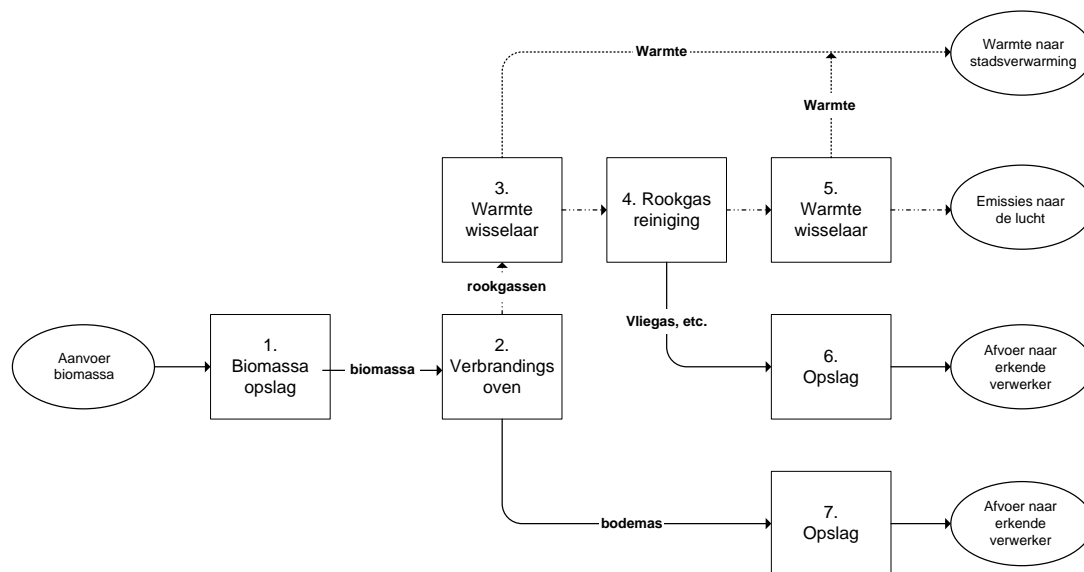 Warmte
Warmte naar
stadsverwarming
Warmte
3.
Warmte
wisselaar
4. Rookgas
reiniging
5.
Warmte
wisselaar
Emissies naar
de lucht
rookgassen
Vliegas, etc.
Aanvoer
biomassa
1.
Biomassa
opslag
biomassa
2.
Verbrandings
oven
6.
Opslag
Afvoer naar
erkende
verwerker
bodemas
7.
Opslag
Afvoer naar
erkende
verwerker